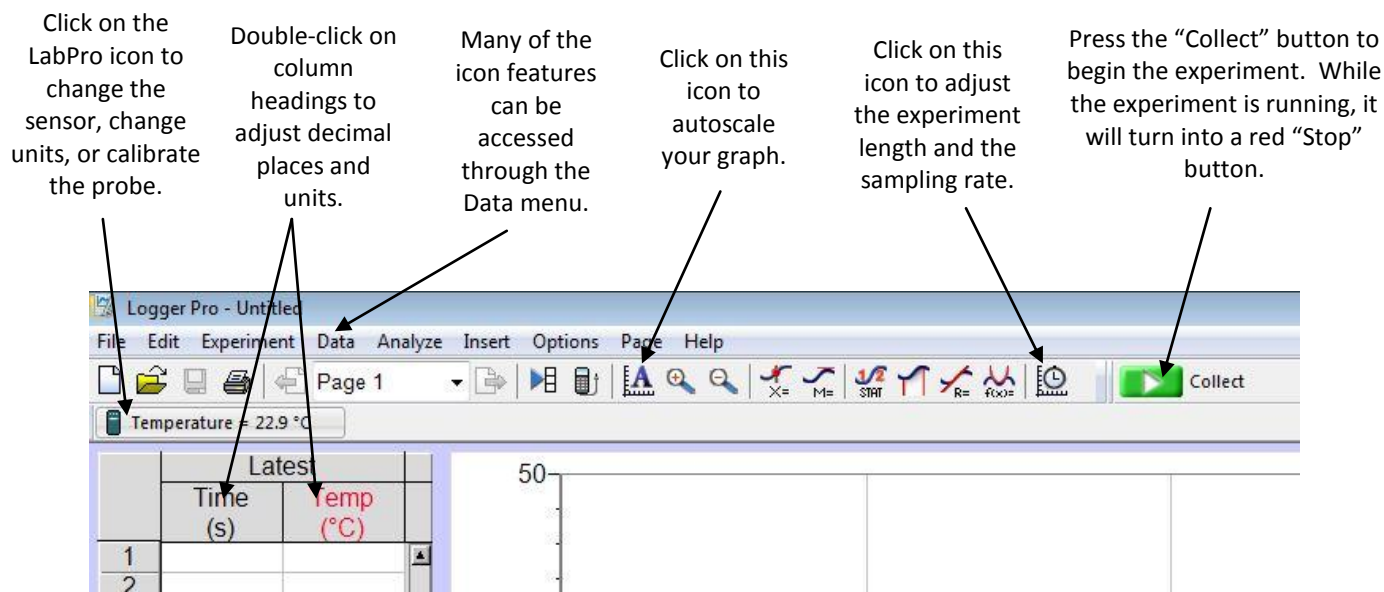 Click on the
LabPro icon to
change the
sensor, change
units, or calibrate
the probe.
Double-click on
column
headings to
adjust decimal
places and
units.
Many of the
icon features
can be
accessed
through the
Data menu.
Click on this
icon to
autoscale
your graph.
Click on this
icon to adjust
the experiment
length and the
sampling rate.
Press the “Collect” button to
begin the experiment.  While
the experiment is running, it
will turn into a red “Stop”
button.
Logger Pro - Untitled
File Edit Experiment Data Analyze Insert Options Page Help
Page 1 A X= M= 1/2 STAT R= f(x)= Collect
Temperature = 22.9 °C
Latest
Time Temp
(s) (°C)
1
2
50